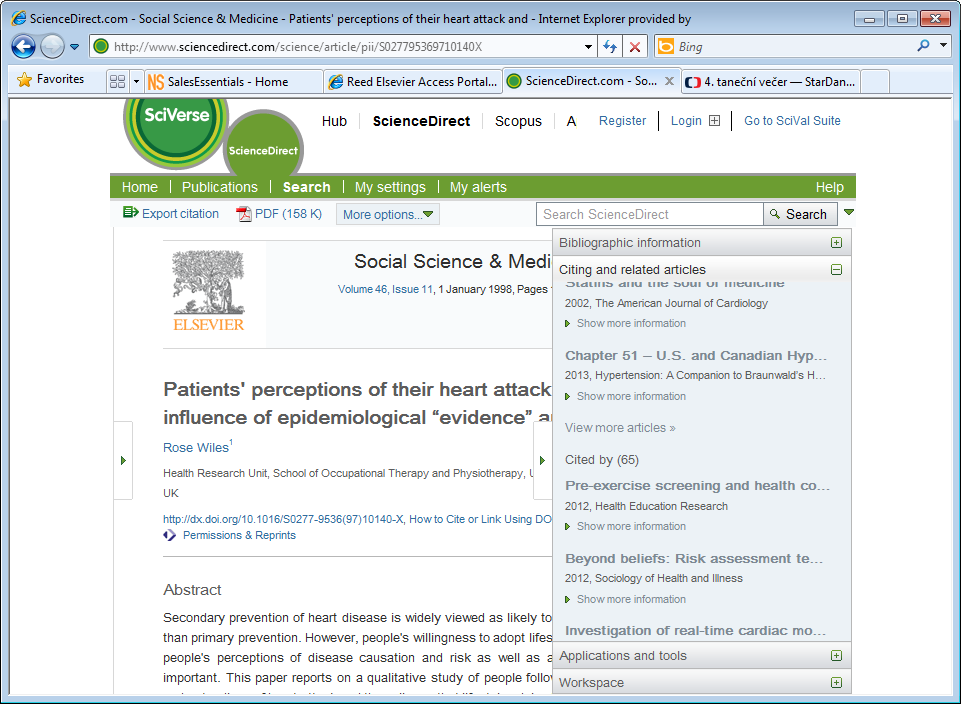 ScienceDirect.com - Social Science & Medicine - Patients' perceptions of their heart attack and - Internet Explorer provided by
http://www.sciencedirect.com/science/article/pii/S027795369710140X
Bing
Favorites
NS SalesEssentials - Home
Reed Elsevier Access Portal...
ScienceDirect.com - So...
4. taneční večer — StarDan...
SciVerse
ScienceDirect
Hub
ScienceDirect
Scopus
A
Register
Login
Go to SciVal Suite
Home
Publications
Search
My settings
My alerts
Help
Export citation
PDF (158 K)
More options...
Search ScienceDirect
Search
ELSEVIER
Social Science & Medi
Volume 46, Issue 11, 1 January 1998, Pages
Patients' perceptions of their heart attack
influence of epidemiological “evidence” a
Rose Wiles1
Health Research Unit, School of Occupational Therapy and Physiotherapy, U
UK
http://dx.doi.org/10.1016/S0277-9536(97)10140-X, How to Cite or Link Using DO
Permissions & Reprints
Abstract
Secondary prevention of heart disease is widely viewed as likely to
than primary prevention. However, people's willingness to adopt lifes
people's perceptions of disease causation and risk as well as a
important. This paper reports on a qualitative study of people follow
Bibliographic information
Citing and related articles
Statins and the soul of medicine
2002, The American Journal of Cardiology
Show more information
Chapter 51 – U.S. and Canadian Hyp...
2013, Hypertension: A Companion to Braunwald's H...
Show more information
View more articles »
Cited by (65)
Pre-exercise screening and health co...
2012, Health Education Research
Show more information
Beyond beliefs: Risk assessment te...
2012, Sociology of Health and Illness
Show more information
Investigation of real-time cardiac mo...
Applications and tools
Workspace